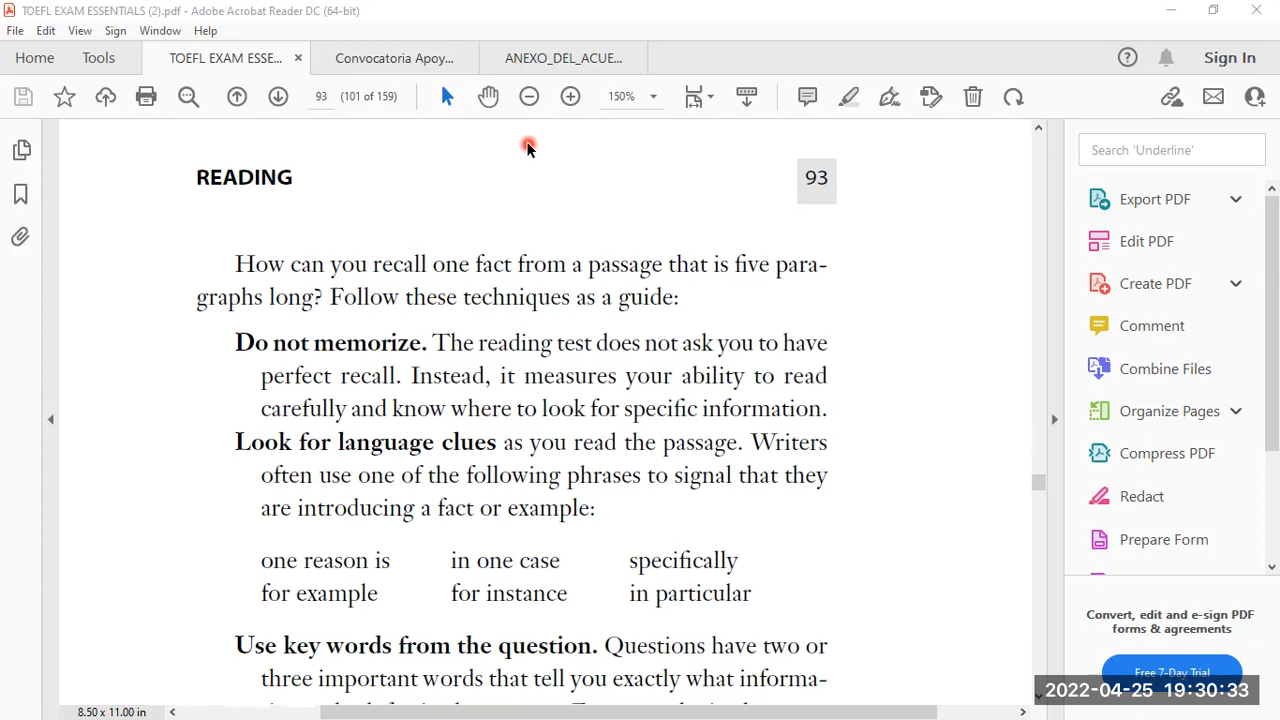 TOEFL EXAM ESSENTIALS (2).pdf - Adobe Acrobat Reader DC (64-bit)
File Edit View Sign Window Help
Home Tools TOEFL EXAM ESSE... × Convocatoria Apoy... ANEXO_DEL_ACUE... Sign In
93 (101 of 159) 150%
READING 93
Search 'Underline'
Export PDF
Edit PDF
Create PDF
Comment
Combine Files
Organize Pages
Compress PDF
Redact
Prepare Form
How can you recall one fact from a passage that is five para-
graphs long? Follow these techniques as a guide:
Do not memorize. The reading test does not ask you to have
perfect recall. Instead, it measures your ability to read
carefully and know where to look for specific information.
Look for language clues as you read the passage. Writers
often use one of the following phrases to signal that they
are introducing a fact or example:
one reason is in one case specifically
for example for instance in particular
Use key words from the question. Questions have two or
three important words that tell you exactly what informa-
Convert, edit and e-sign PDF
forms & agreements
Free 7-Day Trial
2022-04-25 19:30:33
8.50 x 11.00 in